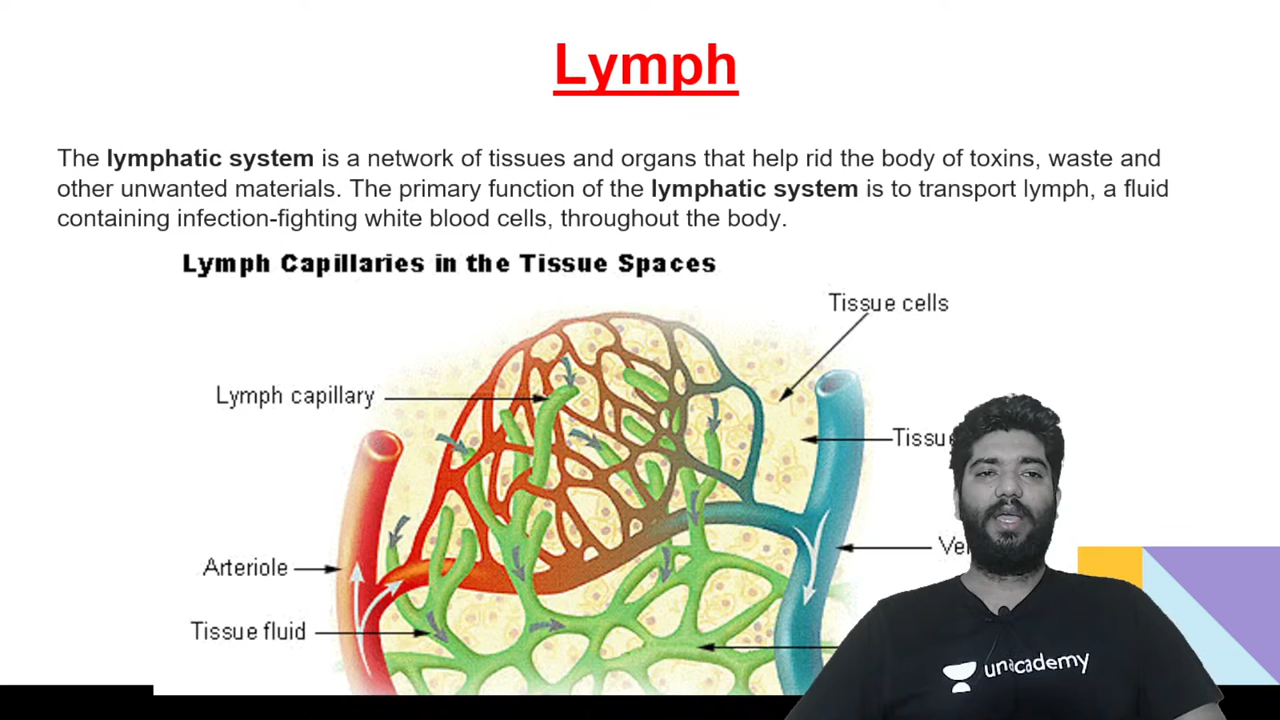 Lymph
The lymphatic system is a network of tissues and organs that help rid the body of toxins, waste and
other unwanted materials. The primary function of the lymphatic system is to transport lymph, a fluid
containing infection-fighting white blood cells, throughout the body.
Lymph Capillaries in the Tissue Spaces
Tissue cells
Lymph capillary
Arteriole
Tissue fluid
unacademy